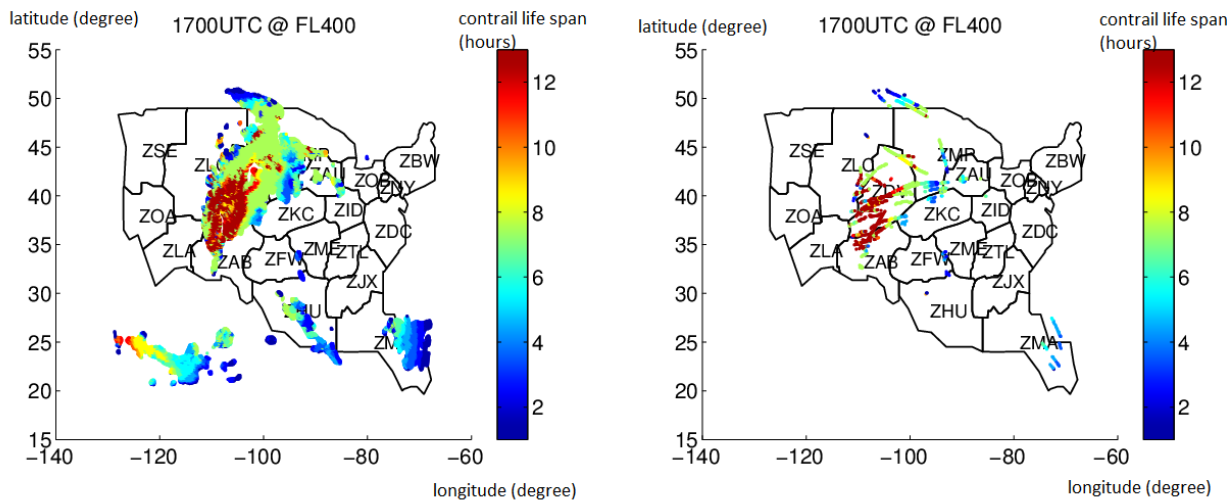 latitude (degree)
1700UTC @ FL400
contrail life span
(hours)
55
50
45
40
35
30
25
20
15
−140
−120
−100
−80
−60
longitude (degree)
12
10
8
6
4
2
ZSE
ZOA
ZLA
ZAB
ZFW
ZKC
ZAU
ZID
ZTL
ZJX
ZDC
ZNY
ZBW
latitude (degree)
1700UTC @ FL400
contrail life span
(hours)
55
50
45
40
35
30
25
20
15
−140
−120
−100
−80
−60
longitude (degree)
12
10
8
6
4
2
ZSE
ZOA
ZLA
ZAB
ZFW
ZME
ZKC
ZMP
ZAU
ZID
ZTL
ZJX
ZHU
ZMA
ZDC
ZOB
ZNY
ZBW